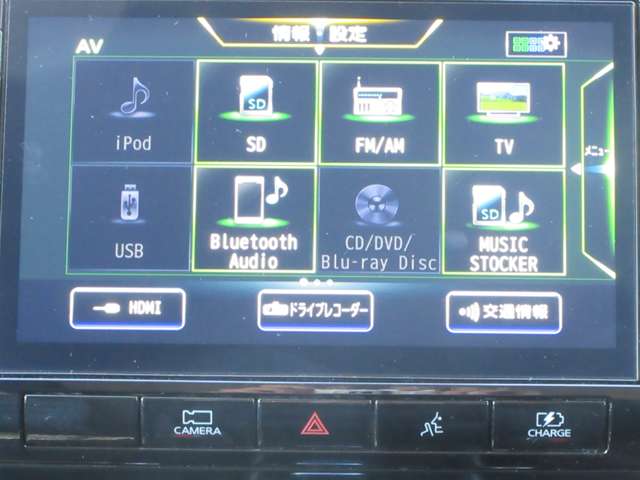 情報・設定
AV
iPod
SD
FM/AM
TV
メニュー
USB
Bluetooth
Audio
CD/DVD/
Blu-ray Disc
SD
MUSIC
STOCKER
HDMI
ドライブレコーダー
交通情報
CAMERA
CHARGE